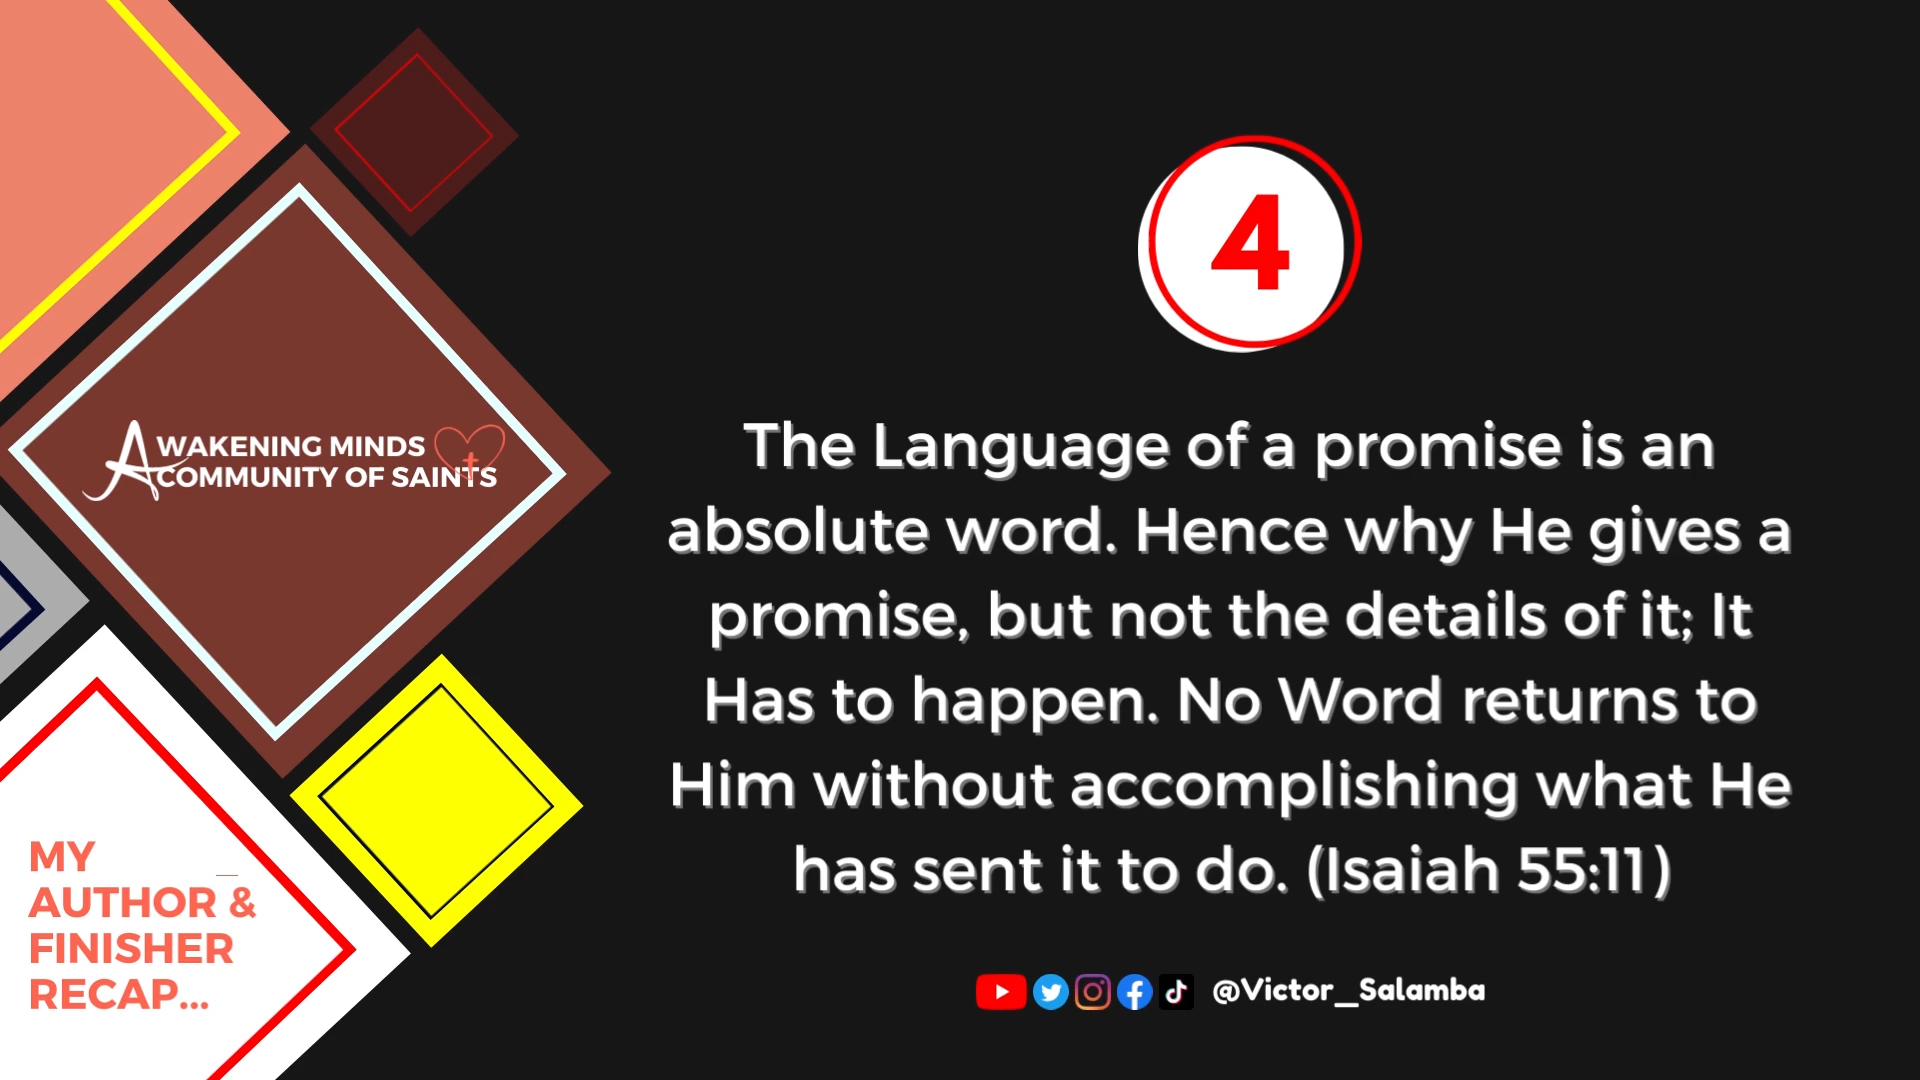 AWAKENING MINDS
COMMUNITY OF SAINTS
MY _
AUTHOR &
FINISHER
RECAP...
4
The Language of a promise is an
absolute word. Hence why He gives a
promise, but not the details of it; It
Has to happen. No Word returns to
Him without accomplishing what He
has sent it to do. (Isaiah 55:11)
@Victor_Salamba